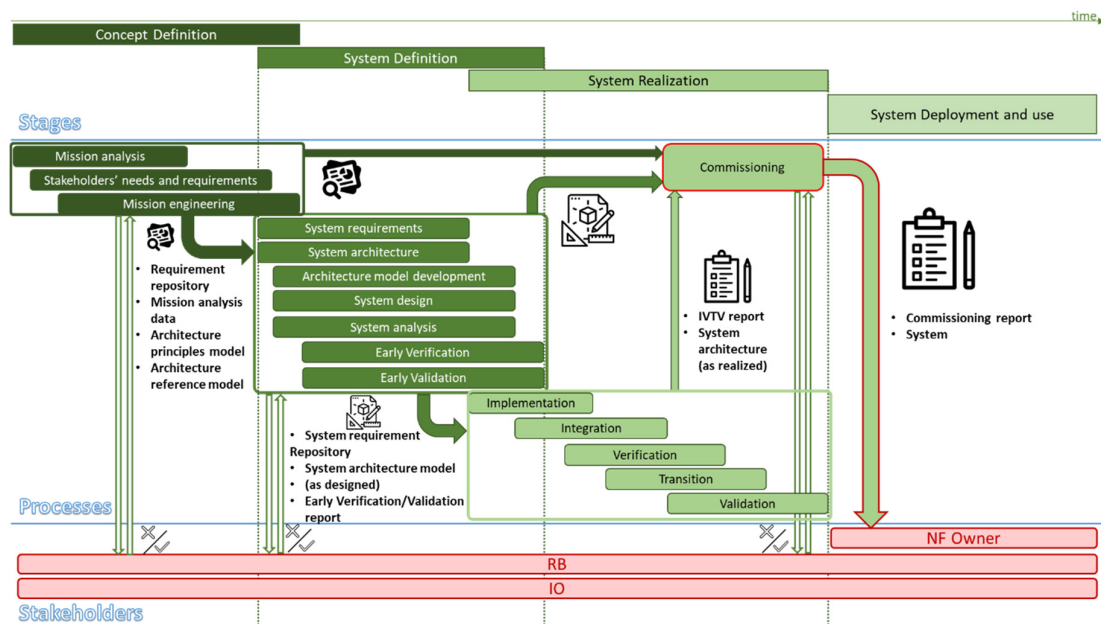 time
Concept Definition
System Definition
System Realization
System Deployment and use
Stages
Mission analysis
Stakeholders' needs and requirements
Mission engineering
Commissioning
System requirements
System architecture
Architecture model development
System design
System analysis
Early Verification
Early Validation
• Requirement
repository
• Mission analysis
data
• Architecture
principles model
• Architecture
reference model
• IVTV report
• System
architecture
(as realized)
• Commissioning report
• System
Implementation
Integration
Verification
Transition
Validation
• System requirement
Repository
• System architecture model
• (as designed)
• Early Verification/Validation
report
Processes
NF Owner
RB
IO
Stakeholders